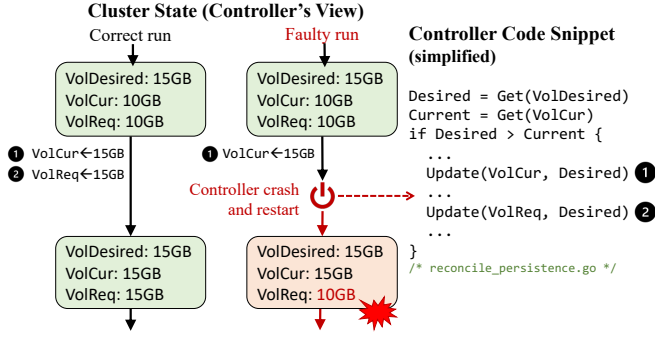 Cluster State (Controller's View)
Correct run
VolDesired: 15GB
VolCur: 10GB
VolReq: 10GB
1 VolCur←15GB
2 VolReq←15GB
VolDesired: 15GB
VolCur: 15GB
VolReq: 15GB
Faulty run
VolDesired: 15GB
VolCur: 10GB
VolReq: 10GB
1 VolCur←15GB
Controller crash
and restart
VolDesired: 15GB
VolCur: 15GB
VolReq: 10GB
Controller Code Snippet
(simplified)
Desired = Get(VolDesired)
Current = Get(VolCur)
if Desired > Current {
...
Update(VolCur, Desired) 1
...
Update(VolReq, Desired) 2
...
}
/* reconcile_persistence.go */